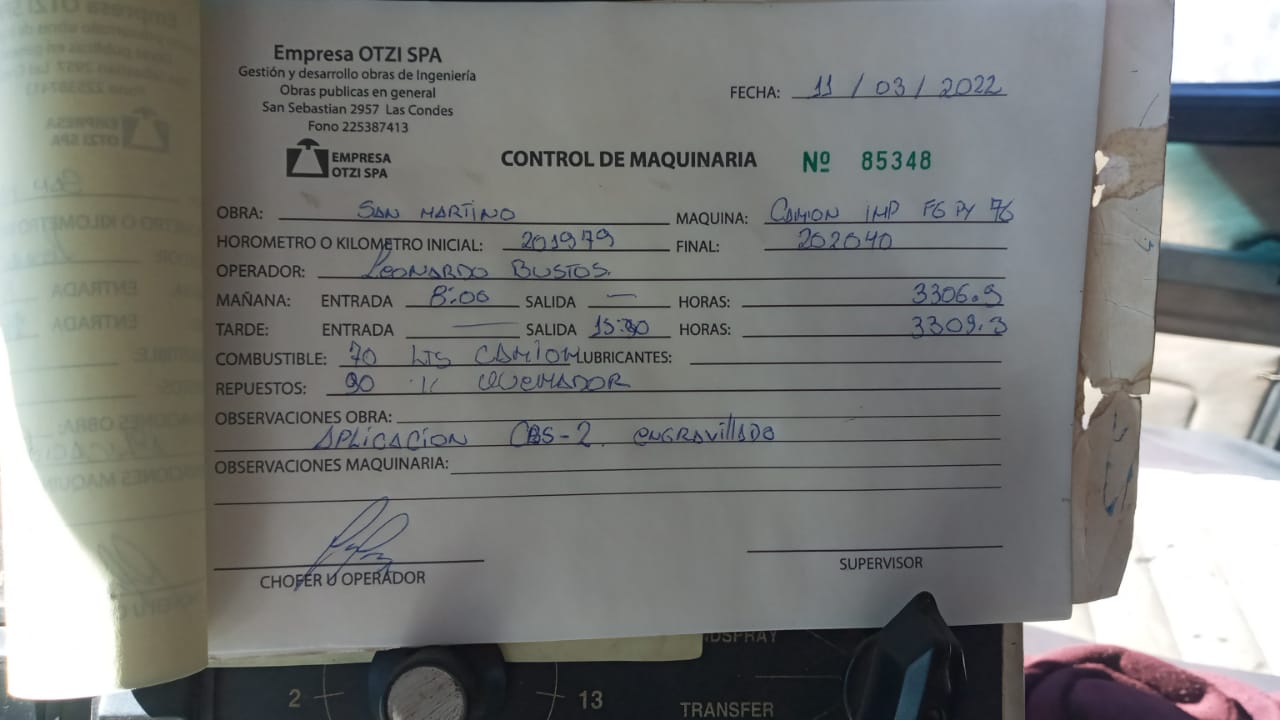 Empresa OTZI SPA
Gestión y desarrollo obras de Ingeniería
Obras publicas en general
San Sebastian 2957 Las Condes
Fono 225387413
EMPRESA
OTZI SPA
FECHA: 11 / 03 / 2022
CONTROL DE MAQUINARIA Nº 85348
OBRA: SAN MARTINO MAQUINA: CAMION IMP FGPY 76
HOROMETRO O KILOMETRO INICIAL: 201979 FINAL: 202040
OPERADOR: LEONARDO BUSTOS.
MAÑANA: ENTRADA 8:00 SALIDA — HORAS: 3306.9
TARDE: ENTRADA — SALIDA 15:30 HORAS: 3309.3
COMBUSTIBLE: 70 LTS CAMION LUBRICANTES:
REPUESTOS: 90 " QUEMADOR
OBSERVACIONES OBRA:
APLICACION CBS-2. ENGRAVILLADO
OBSERVACIONES MAQUINARIA:
CHOFER U OPERADOR
SUPERVISOR
2
13
TRANSFER